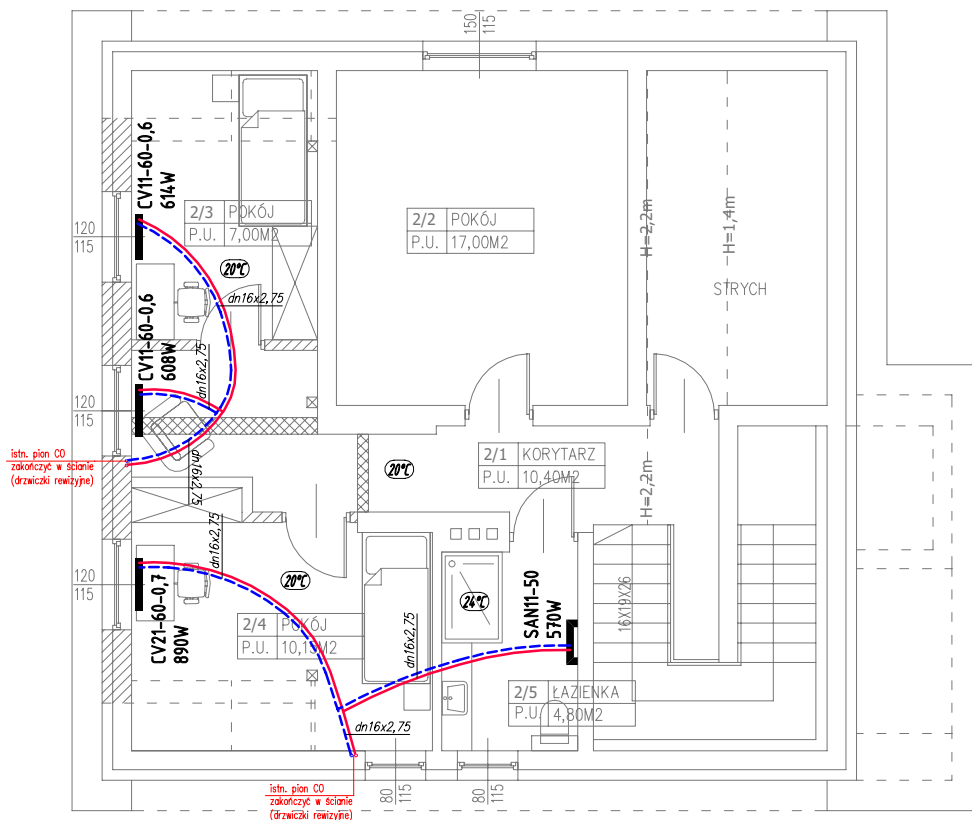 150
115
CV11-60-0,6
614W
2/3 POKÓJ
P.U. 7,00M2
2/2 POKÓJ
P.U. 17,00M2
H=2,2m
H=1,4m
120
115
20°C
dn16x2,75
STRYCH
CV11-60-0,6
608W
dn16x2,75
120
115
istn. pion CO
zakończyć w ścianie
(drzwiczki rewizyjne)
dn16x2,75
20°C
2/1 KORYTARZ
P.U. 10,40M2
H=2,2m
dn16x2,75
120
115
20°C
24°C
16X19X26
CV21-60-0,7
890W
2/4 POKÓJ
P.U. 10,15M2
dn16x2,75
SAN11-50
570W
2/5 ŁAZIENKA
P.U. 4,80M2
dn16x2,75
80
115
80
115
istn. pion CO
zakończyć w ścianie
(drzwiczki rewizyjne)